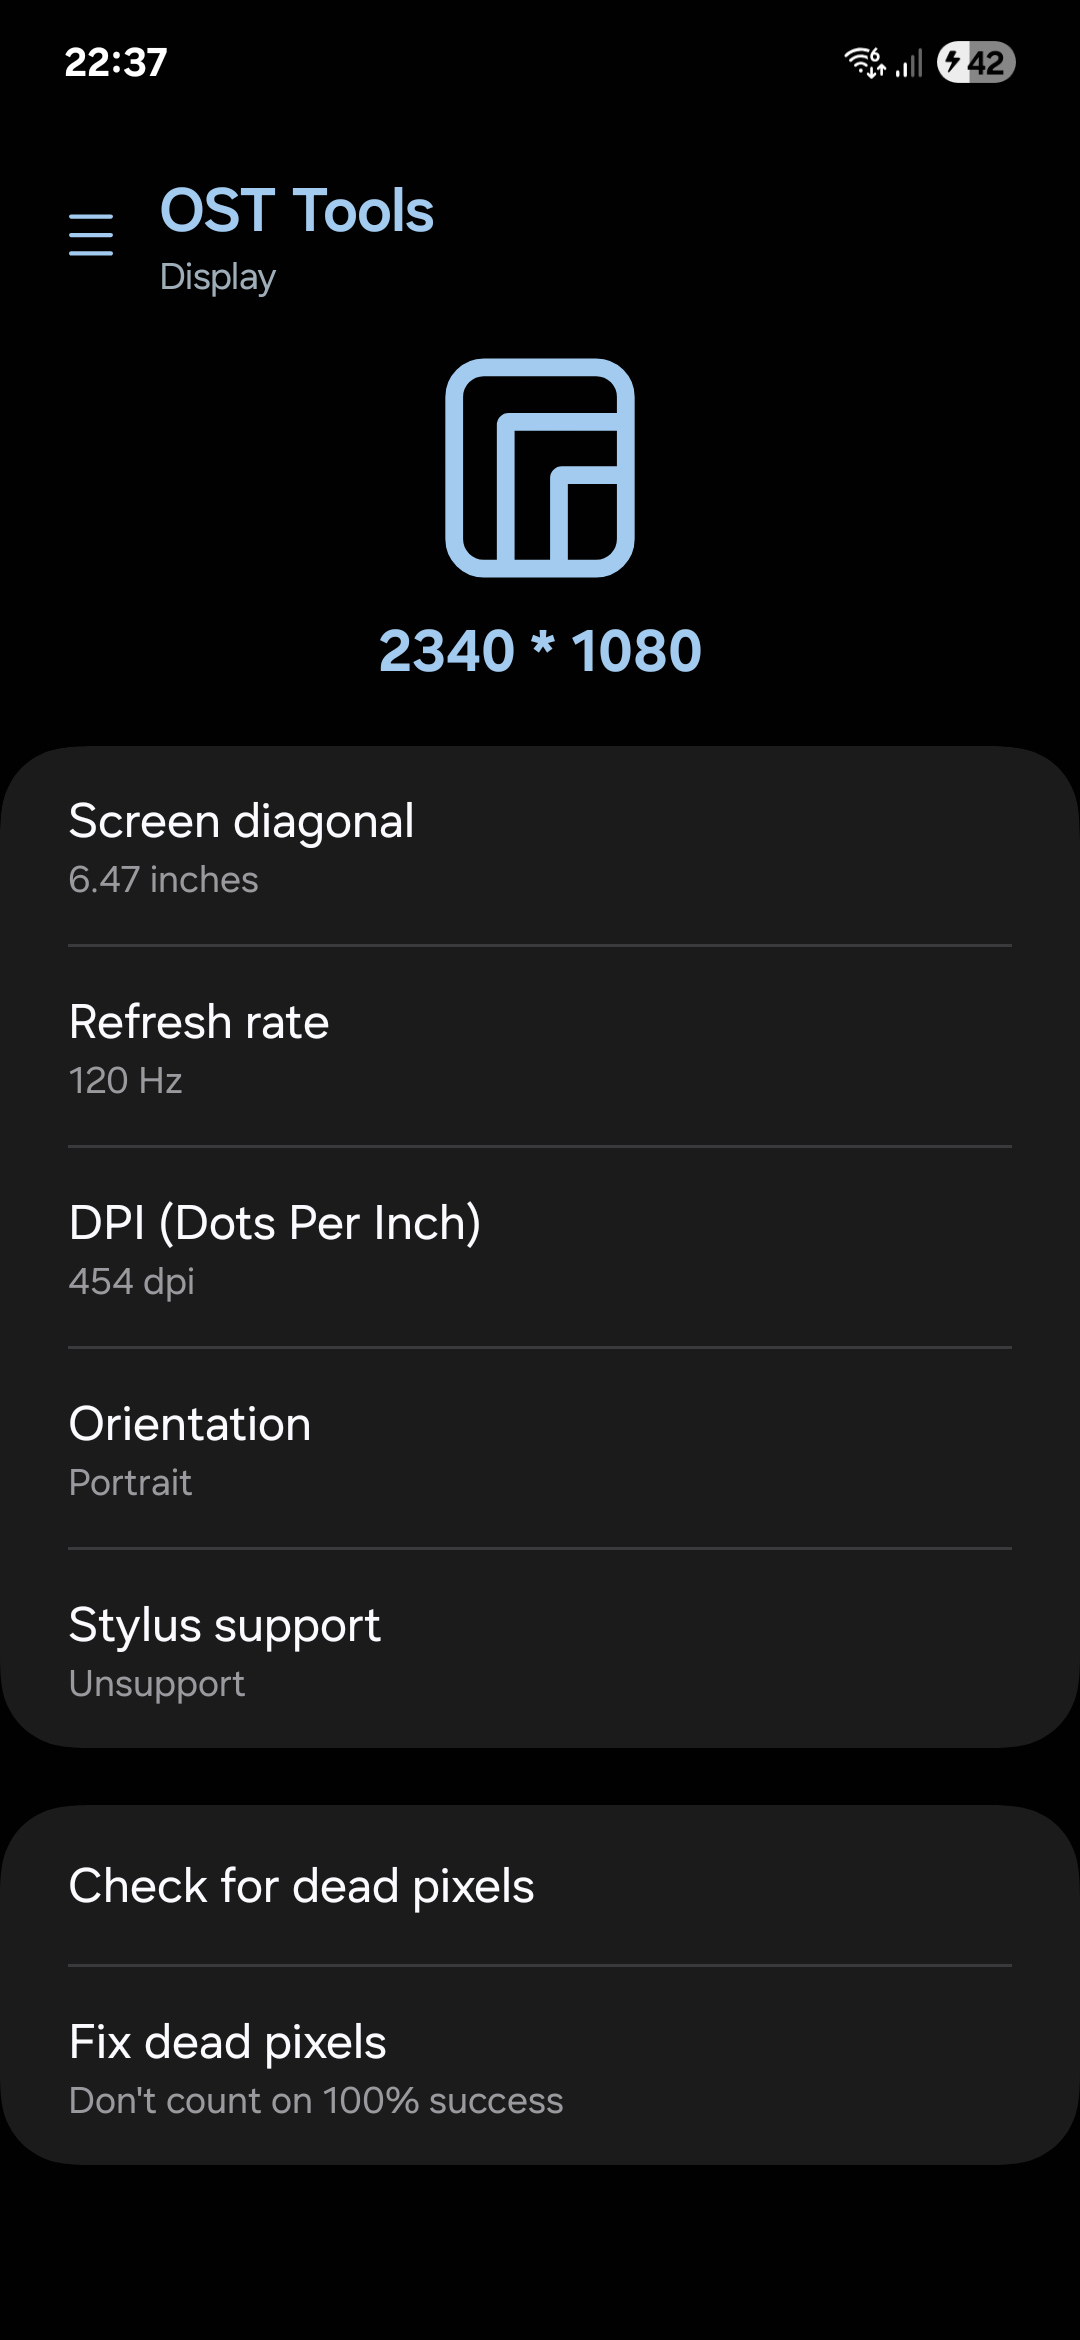 22:37
6
42
OST Tools
Display
2340 * 1080
Screen diagonal
6.47 inches
Refresh rate
120 Hz
DPI (Dots Per Inch)
454 dpi
Orientation
Portrait
Stylus support
Unsupport
Check for dead pixels
Fix dead pixels
Don't count on 100% success